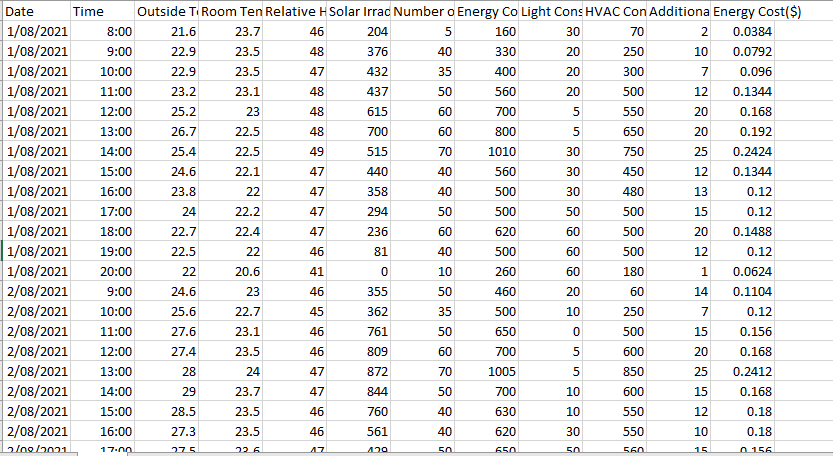 Date Time Outside T Room Ten Relative H Solar Irrad Number o Energy Co Light Cons HVAC Con Additiona Energy Cost($)
1/08/2021 8:00 21.6 23.7 46 204 5 160 30 70 2 0.0384
1/08/2021 9:00 22.9 23.5 48 376 40 330 20 250 10 0.0792
1/08/2021 10:00 22.9 23.5 47 432 35 400 20 300 7 0.096
1/08/2021 11:00 23.2 23.1 48 437 50 560 20 500 12 0.1344
1/08/2021 12:00 25.2 23 48 615 60 700 5 550 20 0.168
1/08/2021 13:00 26.7 22.5 48 700 60 800 5 650 20 0.192
1/08/2021 14:00 25.4 22.5 49 515 70 1010 30 750 25 0.2424
1/08/2021 15:00 24.6 22.1 47 440 40 560 30 450 12 0.1344
1/08/2021 16:00 23.8 22 47 358 40 500 30 480 13 0.12
1/08/2021 17:00 24 22.2 47 294 50 500 50 500 15 0.12
1/08/2021 18:00 22.7 22.4 47 236 60 620 60 500 20 0.1488
1/08/2021 19:00 22.5 22 46 81 40 500 60 500 12 0.12
1/08/2021 20:00 22 20.6 41 0 10 260 60 180 1 0.0624
2/08/2021 9:00 24.6 23 46 355 50 460 20 60 14 0.1104
2/08/2021 10:00 25.6 22.7 45 362 35 500 10 250 7 0.12
2/08/2021 11:00 27.6 23.1 46 761 50 650 0 500 15 0.156
2/08/2021 12:00 27.4 23.5 46 809 60 700 5 600 20 0.168
2/08/2021 13:00 28 24 47 872 70 1005 5 850 25 0.2412
2/08/2021 14:00 29 23.7 47 844 50 700 10 600 15 0.168
2/08/2021 15:00 28.5 23.5 46 760 40 630 10 550 12 0.18
2/08/2021 16:00 27.3 23.5 46 561 40 620 30 550 10 0.18
2/08/2021 17:00 27.5 23.6 47 429 50 650 50 560 15 0.156